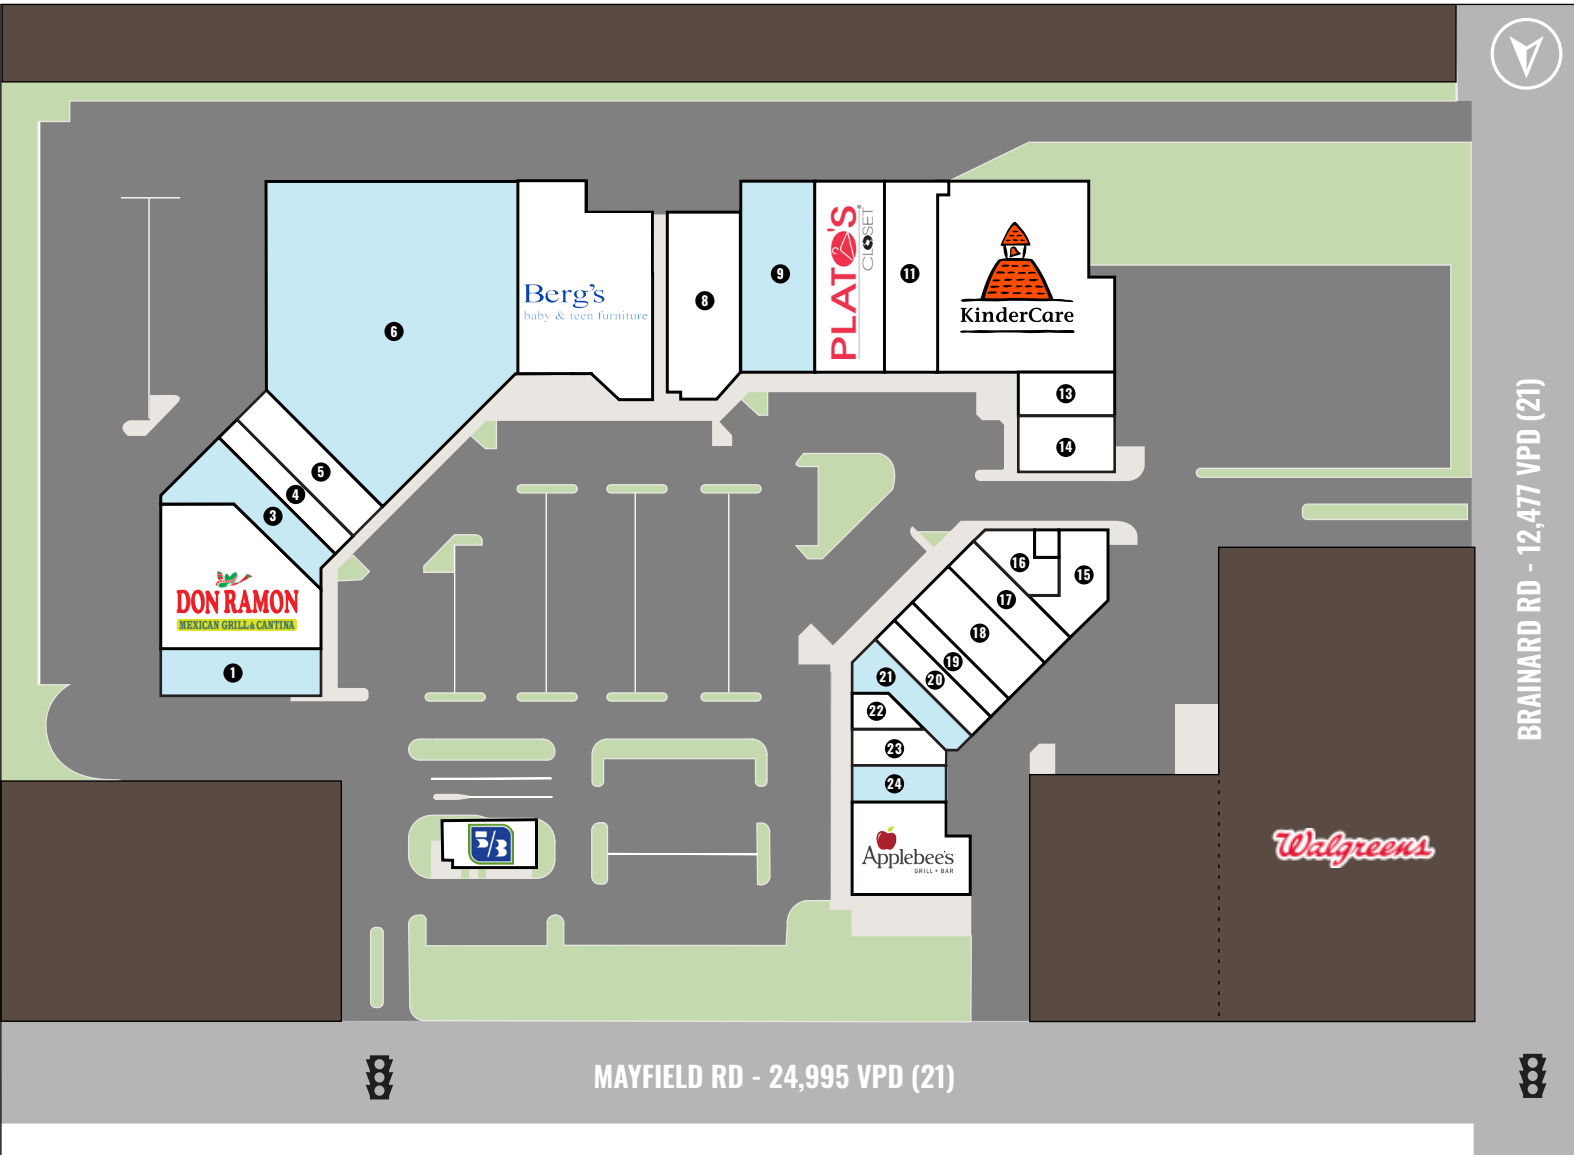 6
Berg's
baby & teen furniture
8
9
PLATO'S
CLOSET
11
KinderCare
13
14
5
4
3
DON RAMON
MEXICAN GRILL & CANTINA
1
16
15
17
18
19
20
21
22
23
24
5/3
Applebee's
GRILL + BAR
Walgreens
BRAINARD RD - 12,477 VPD (21)
MAYFIELD RD - 24,995 VPD (21)